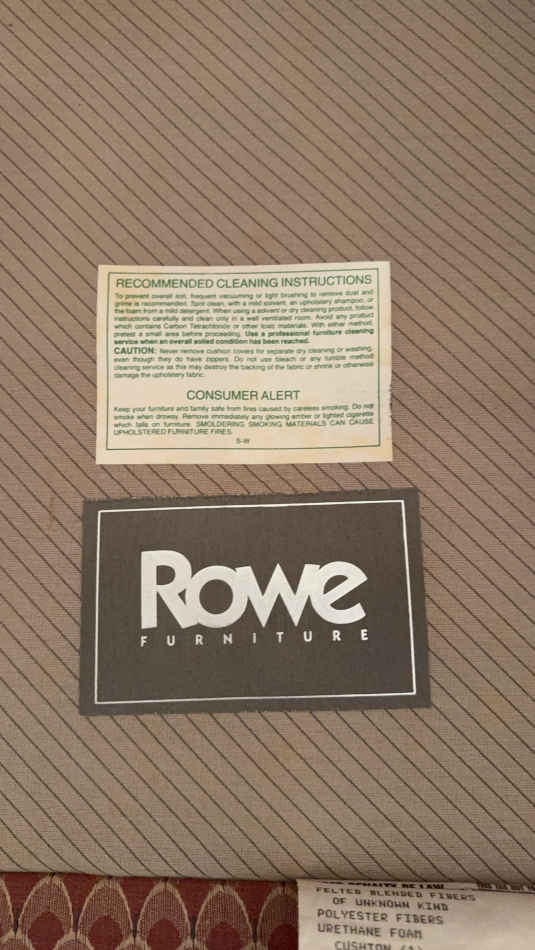 RECOMMENDED CLEANING INSTRUCTIONS
To prevent overall soil, frequent vacuuming or light brushing to remove dust and
grime is recommended. Spot clean, with a mild solvent, an upholstery shampoo, or
the foam from a mild detergent. When using a solvent or dry cleaning product, follow
instructions carefully and clean only in a well ventilated room. Avoid any product
which contains Carbon Tetrachloride or other toxic materials. With either method,
pretest a small area before proceeding. Use a professional furniture cleaning
service when an overall soiled condition has been reached.
CAUTION: Never remove cushion covers for separate dry cleaning or washing,
even though they do have zippers. Do not use bleach or any tumble method
cleaning service as this may destroy the backing of the fabric or shrink or otherwise
damage the upholstery fabric.
CONSUMER ALERT
Keep your furniture and family safe from fires caused by careless smoking. Do not
smoke when drowsy. Remove immediately any glowing ember or lighted cigarette
which falls on furniture. SMOLDERING SMOKING MATERIALS CAN CAUSE
UPHOLSTERED FURNITURE FIRES.
S-W
Rowe
FURNITURE
PENALTY OF LAW
FELTED BLENDED FIBERS
OF UNKNOWN KIND
POLYESTER FIBERS
URETHANE FOAM
CUSHION (1)